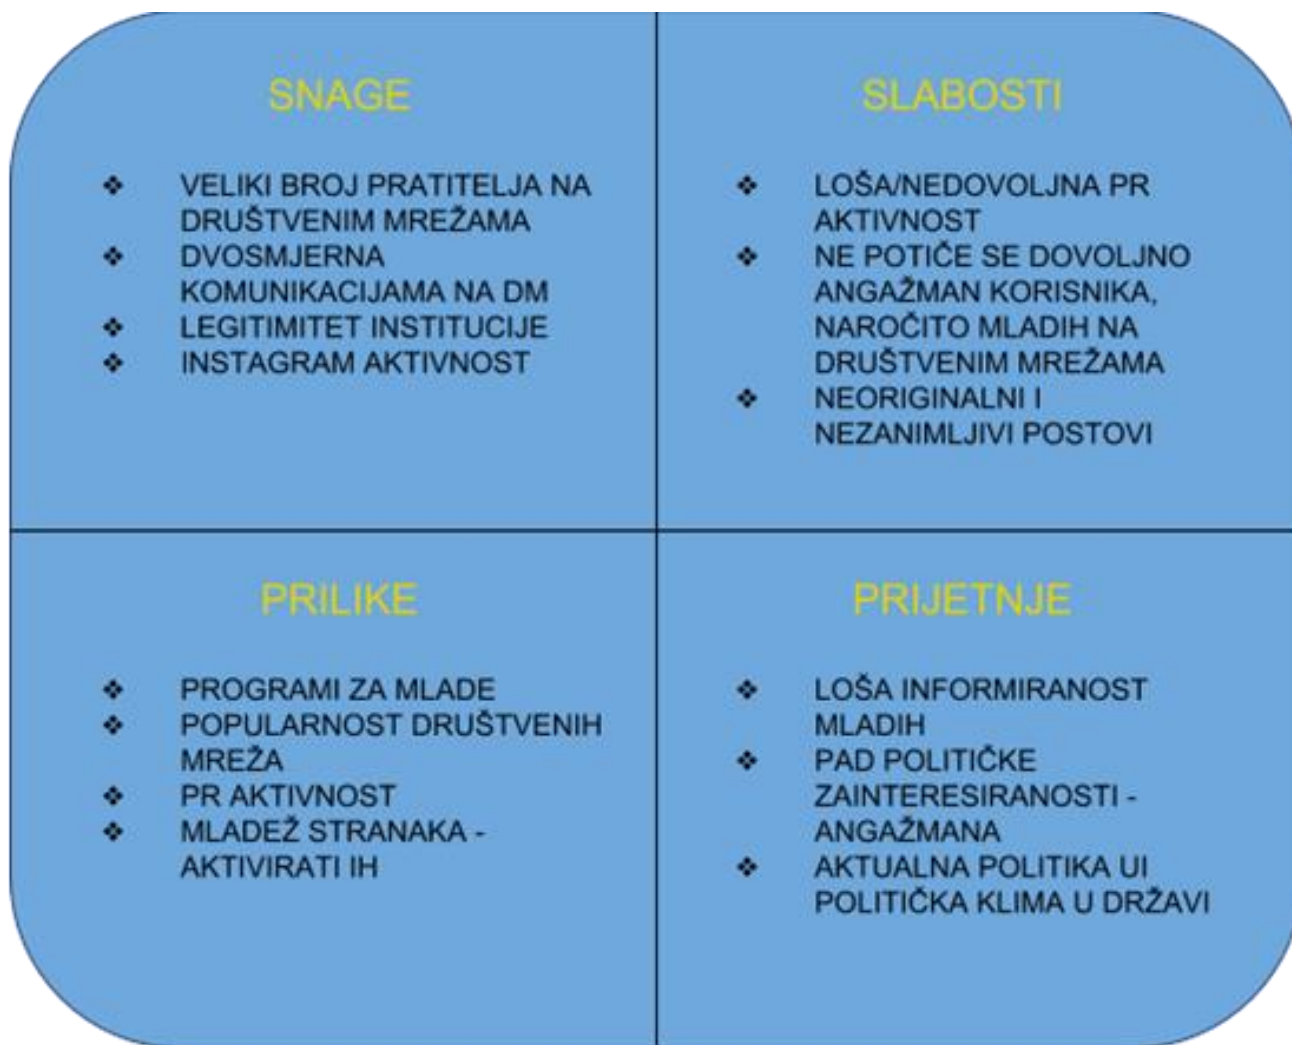 SNAGE
❖ VELIKI BROJ PRATITELJA NA
DRUŠTVENIM MREŽAMA
❖ DVOSMJERNA
KOMUNIKACIJAMA NA DM
❖ LEGITIMITET INSTITUCIJE
❖ INSTAGRAM AKTIVNOST
SLABOSTI
❖ LOŠA/NEDOVOLJNA PR
AKTIVNOST
❖ NE POTIČE SE DOVOLJNO
ANGAŽMAN KORISNIKA,
NAROČITO MLADIH NA
DRUŠTVENIM MREŽAMA
❖ NEORIGINALNI I
NEZANIMLJIVI POSTOVI
PRILIKE
❖ PROGRAMI ZA MLADE
❖ POPULARNOST DRUŠTVENIH
MREŽA
❖ PR AKTIVNOST
❖ MLADEŽ STRANAKA -
AKTIVIRATI IH
PRIJETNJE
❖ LOŠA INFORMIRANOST
MLADIH
❖ PAD POLITIČKE
ZAINTERESIRANOSTI -
ANGAŽMANA
❖ AKTUALNA POLITIKA UI
POLITIČKA KLIMA U DRŽAVI